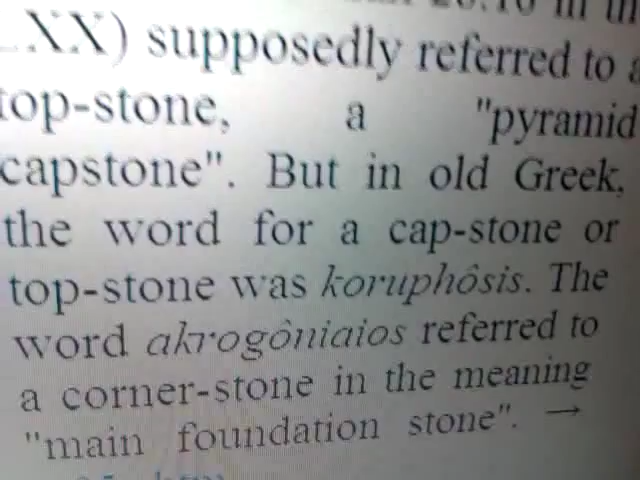 XX) supposedly referred to a
top-stone, a "pyramid
capstone". But in old Greek,
the word for a cap-stone or
top-stone was koruphôsis. The
word akrogôniaios referred to
a corner-stone in the meaning
"main foundation stone". →